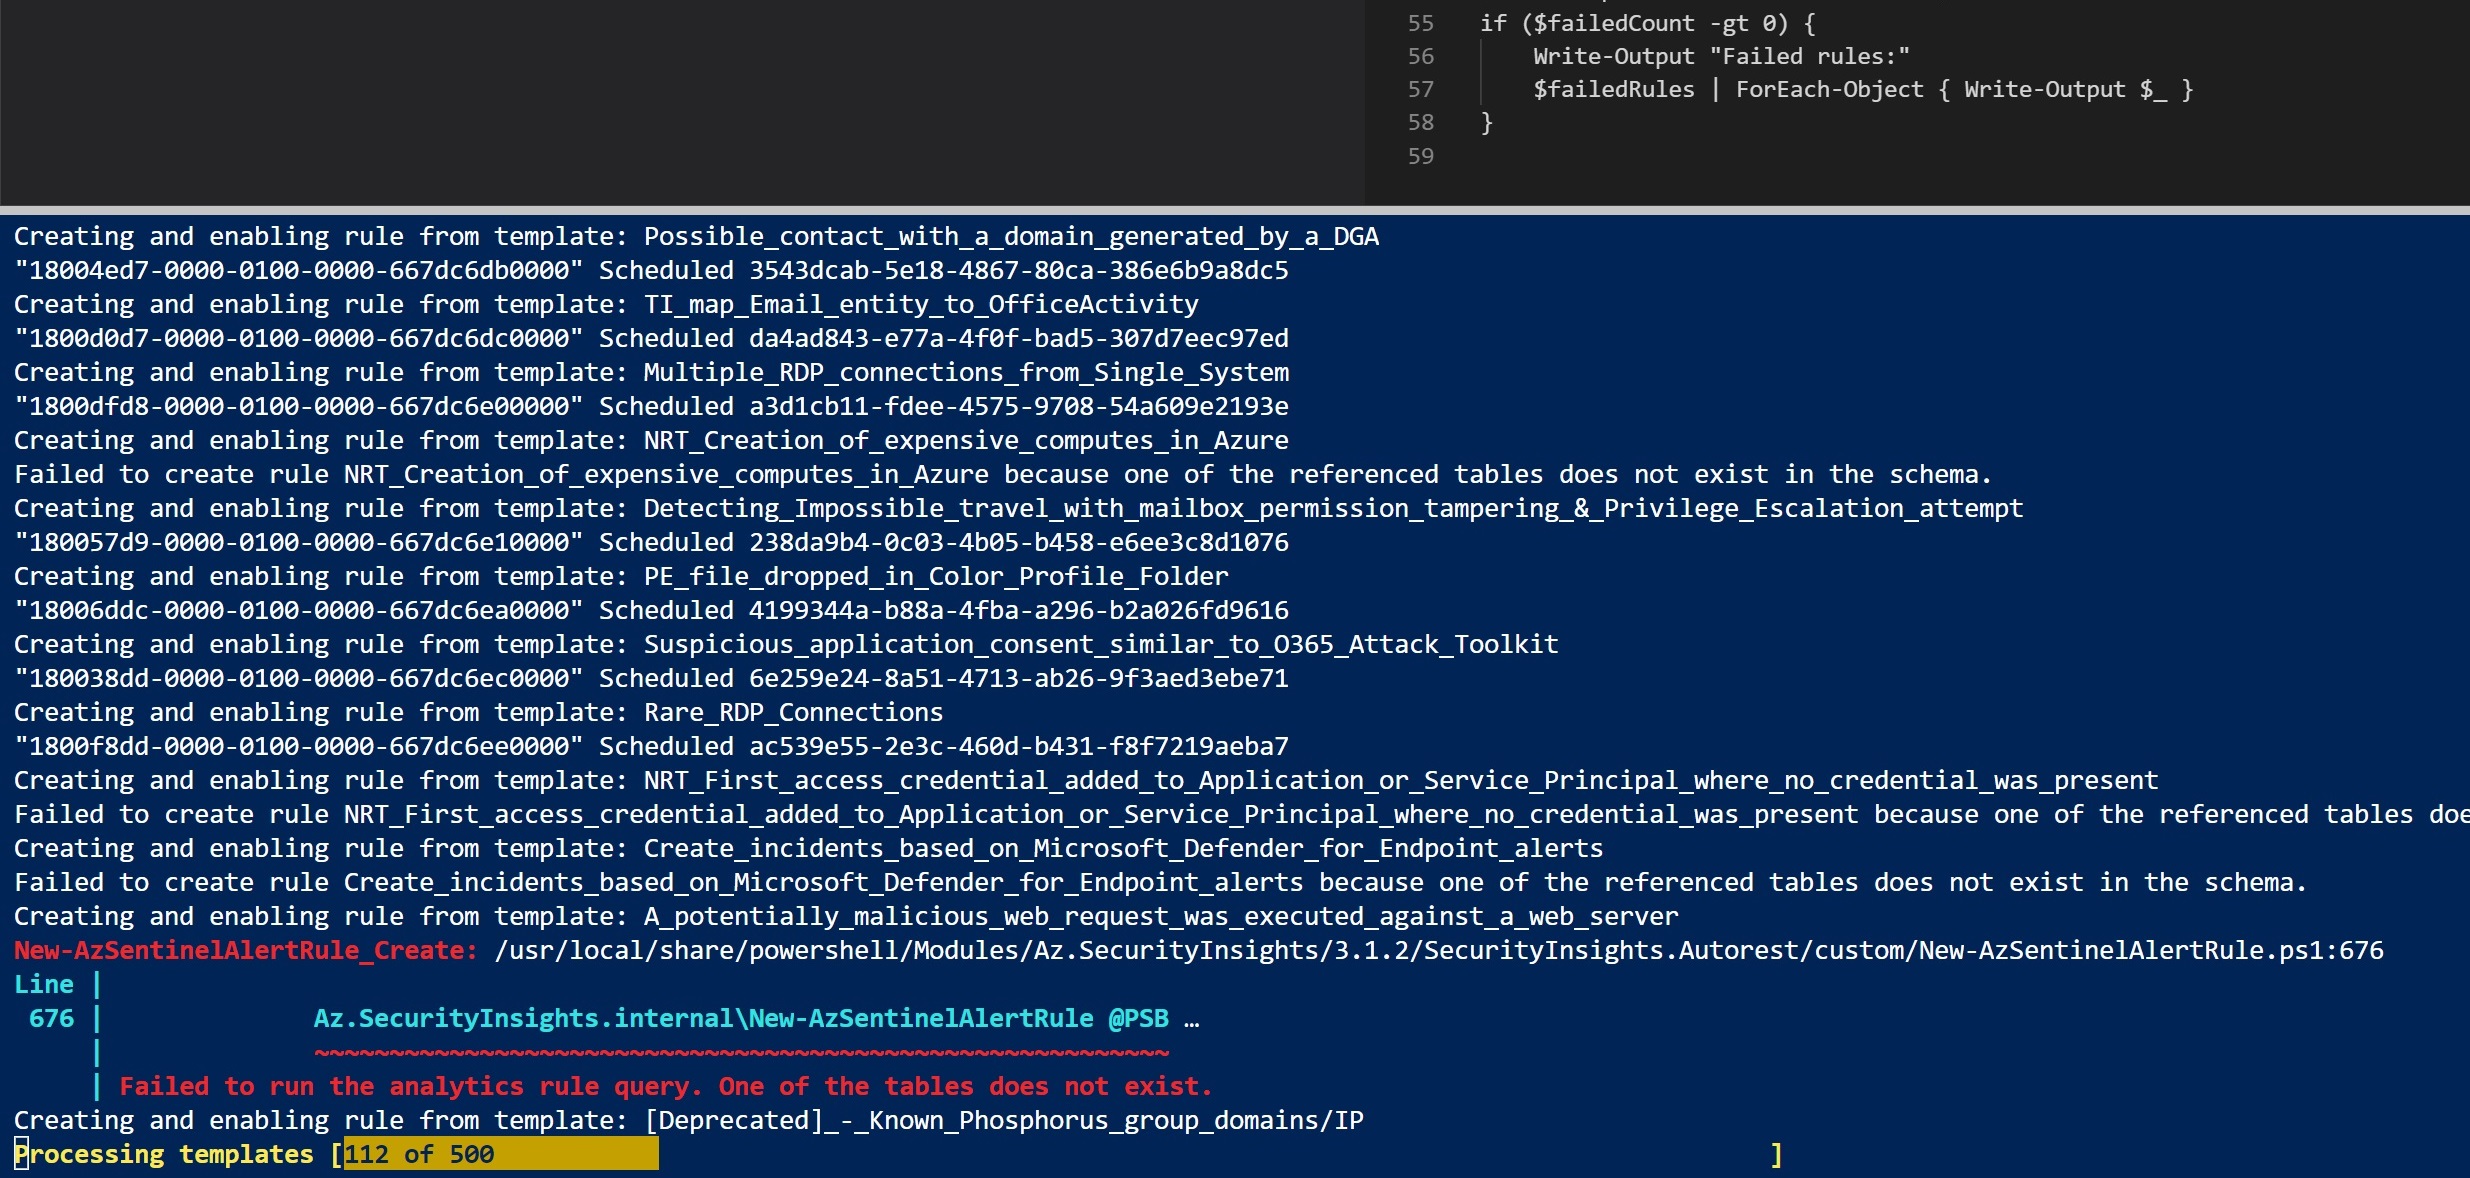 55 if ($failedCount -gt 0) {
56 Write-Output "Failed rules:"
57 $failedRules | ForEach-Object { Write-Output $_ }
58 }
59
Creating and enabling rule from template: Possible_contact_with_a_domain_generated_by_a_DGA
"18004ed7-0000-0100-0000-667dc6db0000" Scheduled 3543dcab-5e18-4867-80ca-386e6b9a8dc5
Creating and enabling rule from template: TI_map_Email_entity_to_OfficeActivity
"1800d0d7-0000-0100-0000-667dc6dc0000" Scheduled da4ad843-e77a-4f0f-bad5-307d7eec97ed
Creating and enabling rule from template: Multiple_RDP_connections_from_Single_System
"1800dfd8-0000-0100-0000-667dc6e00000" Scheduled a3d1cb11-fdee-4575-9708-54a609e2193e
Creating and enabling rule from template: NRT_Creation_of_expensive_computes_in_Azure
Failed to create rule NRT_Creation_of_expensive_computes_in_Azure because one of the referenced tables does not exist in the schema.
Creating and enabling rule from template: Detecting_Impossible_travel_with_mailbox_permission_tampering_&_Privilege_Escalation_attempt
"180057d9-0000-0100-0000-667dc6e10000" Scheduled 238da9b4-0c03-4b05-b458-e6ee3c8d1076
Creating and enabling rule from template: PE_file_dropped_in_Color_Profile_Folder
"18006ddc-0000-0100-0000-667dc6ea0000" Scheduled 4199344a-b88a-4fba-a296-b2a026fd9616
Creating and enabling rule from template: Suspicious_application_consent_similar_to_O365_Attack_Toolkit
"180038dd-0000-0100-0000-667dc6ec0000" Scheduled 6e259e24-8a51-4713-ab26-9f3aed3ebe71
Creating and enabling rule from template: Rare_RDP_Connections
"1800f8dd-0000-0100-0000-667dc6ee0000" Scheduled ac539e55-2e3c-460d-b431-f8f7219aeba7
Creating and enabling rule from template: NRT_First_access_credential_added_to_Application_or_Service_Principal_where_no_credential_was_present
Failed to create rule NRT_First_access_credential_added_to_Application_or_Service_Principal_where_no_credential_was_present because one of the referenced tables doe
Creating and enabling rule from template: Create_incidents_based_on_Microsoft_Defender_for_Endpoint_alerts
Failed to create rule Create_incidents_based_on_Microsoft_Defender_for_Endpoint_alerts because one of the referenced tables does not exist in the schema.
Creating and enabling rule from template: A_potentially_malicious_web_request_was_executed_against_a_web_server
New-AzSentinelAlertRule_Create: /usr/local/share/powershell/Modules/Az.SecurityInsights/3.1.2/SecurityInsights.Autorest/custom/New-AzSentinelAlertRule.ps1:676
Line |
676 | Az.SecurityInsights.internal\New-AzSentinelAlertRule @PSB …
| ~~~~~~~~~~~~~~~~~~~~~~~~~~~~~~~~~~~~~~~~~~~~~~~~~~~~~~~~~
| Failed to run the analytics rule query. One of the tables does not exist.
Creating and enabling rule from template: [Deprecated]_-_Known_Phosphorus_group_domains/IP
Processing templates [112 of 500 ]